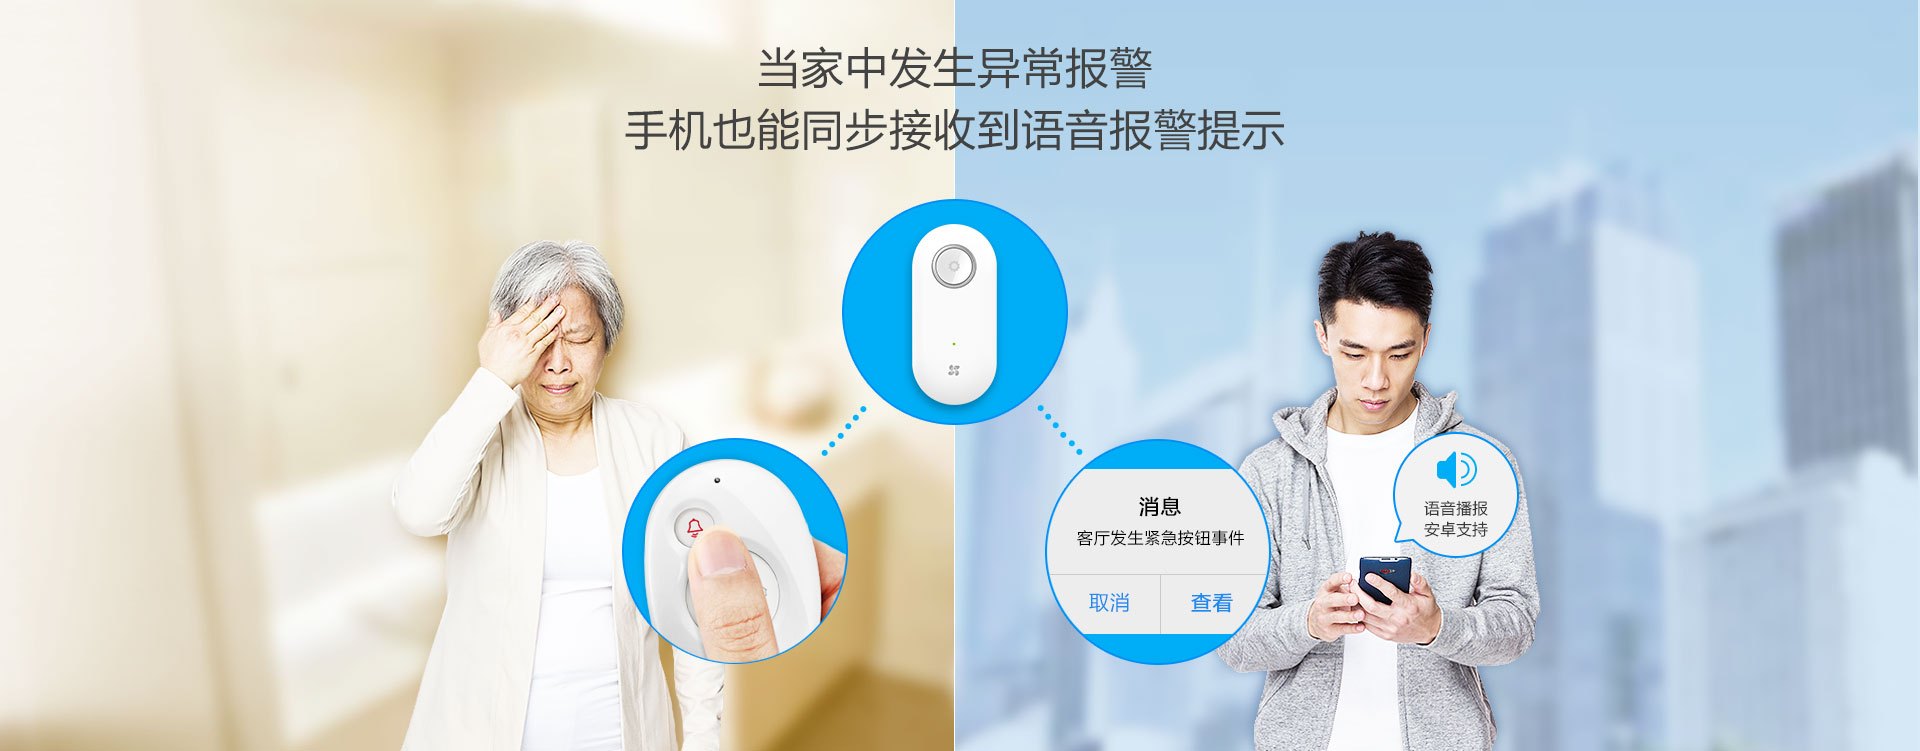 当家中发生异常报警
手机也能同步接收到语音报警提示
消息
客厅发生紧急按钮事件
取消
查看
语音播报
安卓支持